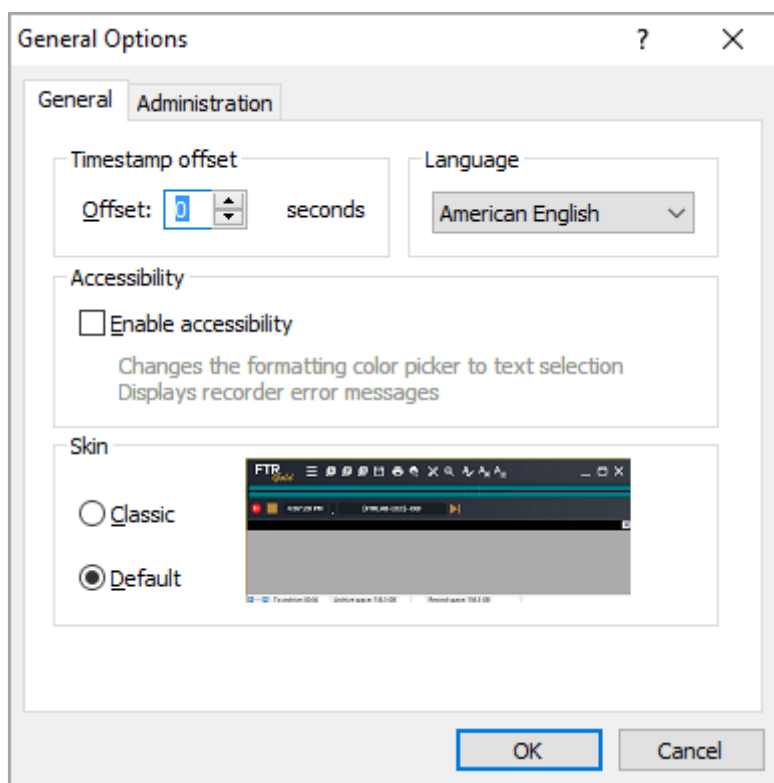 General Options
General
Administration
Timestamp offset
Offset: 0 seconds
Language
American English
Accessibility
Enable accessibility
Changes the formatting color picker to text selection
Displays recorder error messages
Skin
FTR Gold
Classic
Default
OK
Cancel